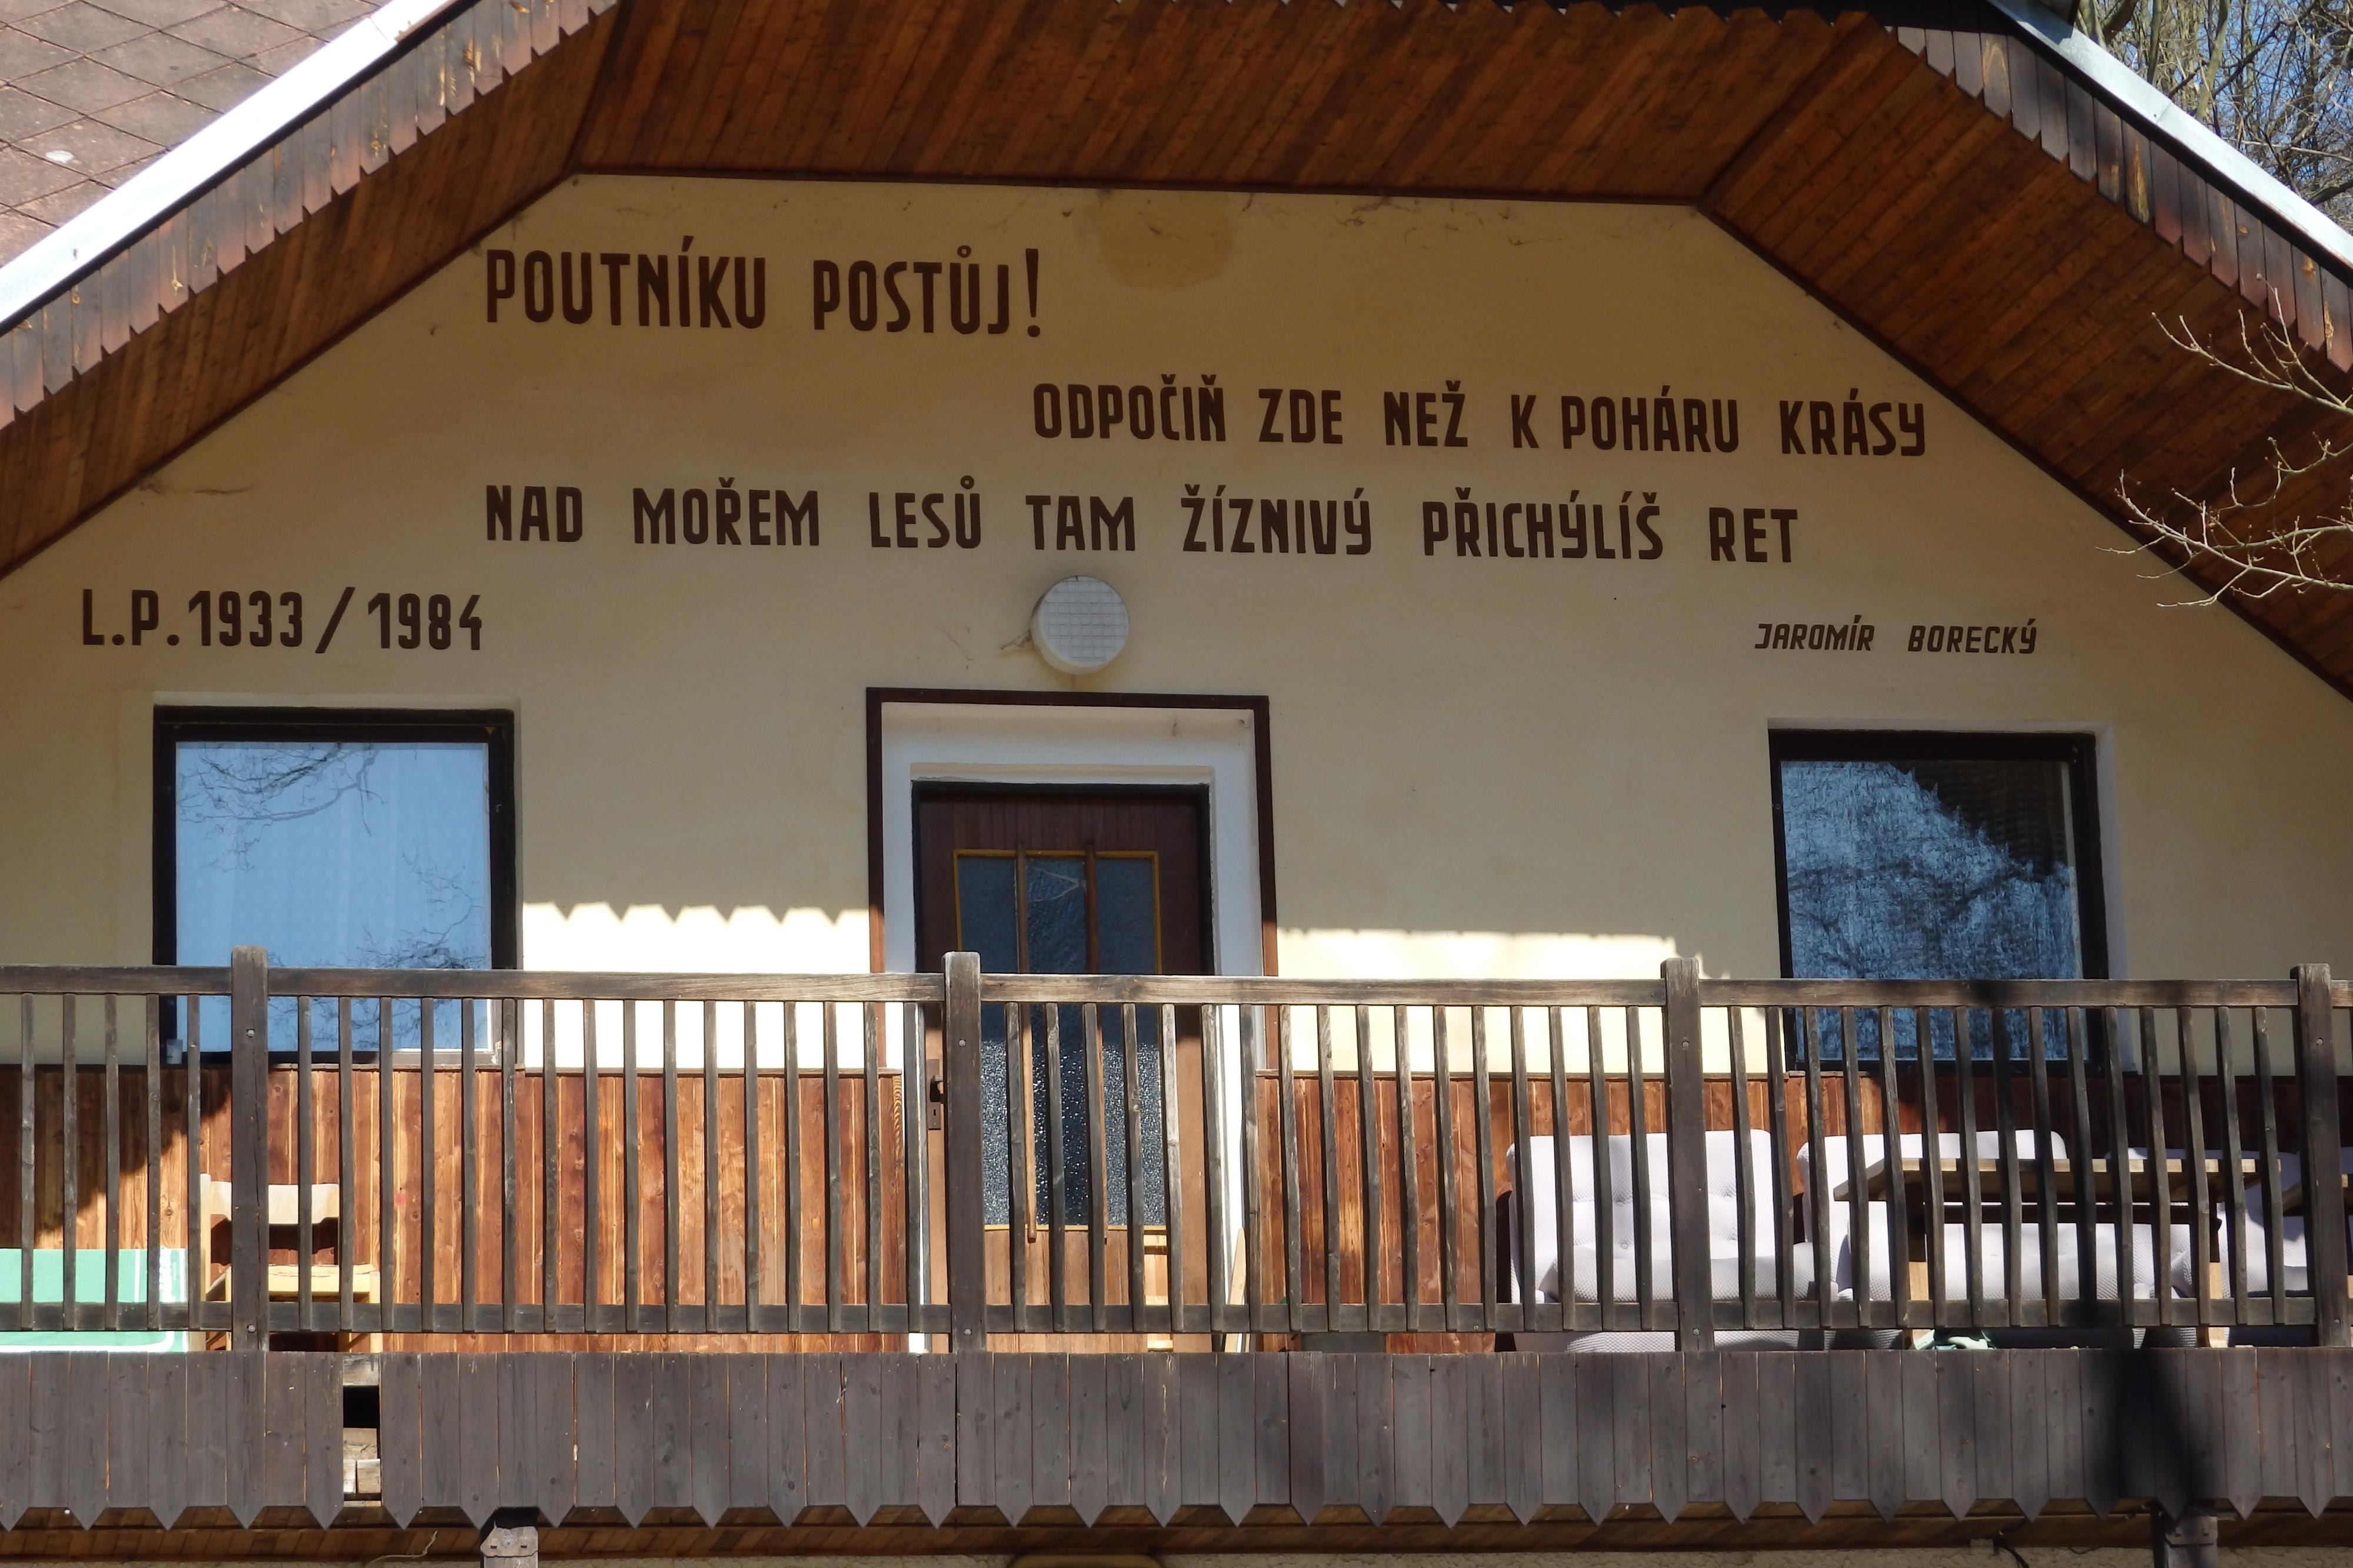 POUTNÍKU POSTŮJ!
ODPOČIŇ ZDE NEŽ K POHÁRU KRÁSY
NAD MOŘEM LESŮ TAM ŽÍZNIVÝ PŘICHÝLÍŠ RET
L.P. 1933/1984
JAROMÍR BORECKÝ